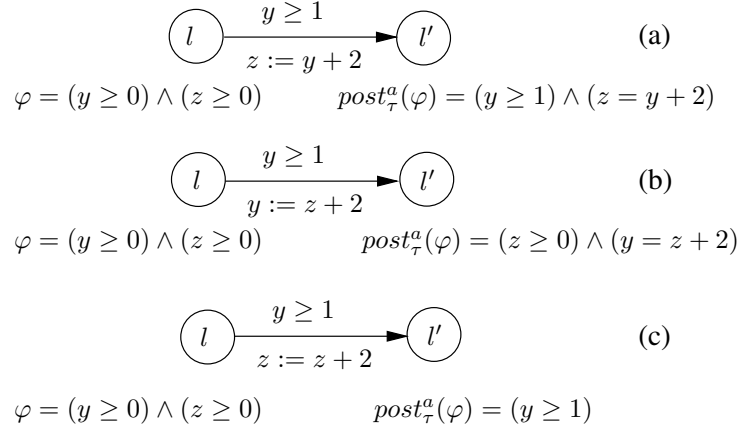 y ≥ 1
l l′ (a)
z := y + 2
φ = (y ≥ 0) ∧ (z ≥ 0) post^a_τ(φ) = (y ≥ 1) ∧ (z = y + 2)
y ≥ 1
l l′ (b)
y := z + 2
φ = (y ≥ 0) ∧ (z ≥ 0) post^a_τ(φ) = (z ≥ 0) ∧ (y = z + 2)
y ≥ 1
l l′ (c)
z := z + 2
φ = (y ≥ 0) ∧ (z ≥ 0) post^a_τ(φ) = (y ≥ 1)